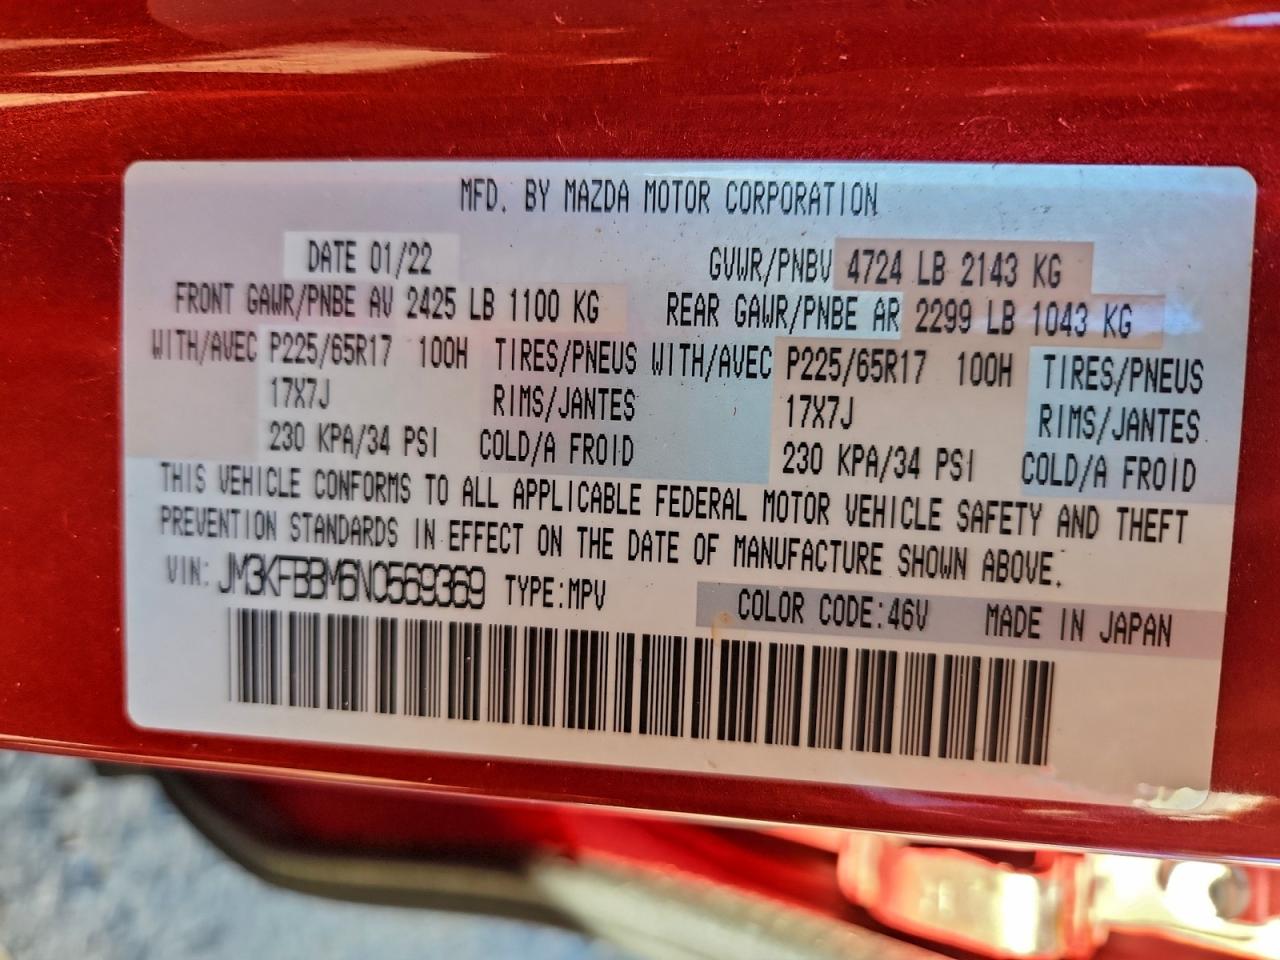 MFD. BY MAZDA MOTOR CORPORATION
DATE 01/22 GVWR/PNBV 4724 LB 2143 KG
FRONT GAWR/PNBE AV 2425 LB 1100 KG REAR GAWR/PNBE AR 2299 LB 1043 KG
WITH/AVEC P225/65R17 100H TIRES/PNEUS WITH/AVEC P225/65R17 100H TIRES/PNEUS
17X7J RIMS/JANTES 17X7J RIMS/JANTES
230 KPA/34 PSI COLD/A FROID 230 KPA/34 PSI COLD/A FROID
THIS VEHICLE CONFORMS TO ALL APPLICABLE FEDERAL MOTOR VEHICLE SAFETY AND THEFT
PREVENTION STANDARDS IN EFFECT ON THE DATE OF MANUFACTURE SHOWN ABOVE.
VIN: JM3KFBBM6N0569369 TYPE:MPV COLOR CODE:46V MADE IN JAPAN